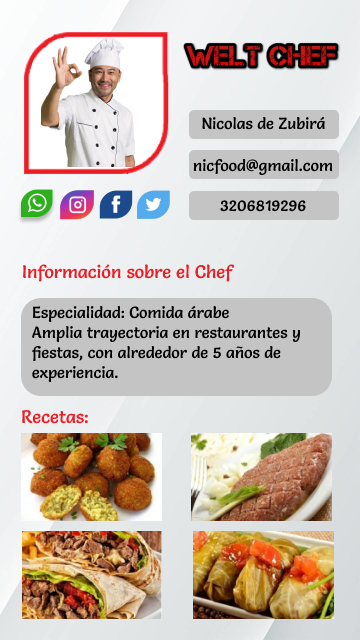 WELT CHEF
Nicolas de Zubirá
nicfood@gmail.com
3206819296
Información sobre el Chef
Especialidad: Comida árabe
Amplia trayectoria en restaurantes y
fiestas, con alrededor de 5 años de
experiencia.
Recetas: